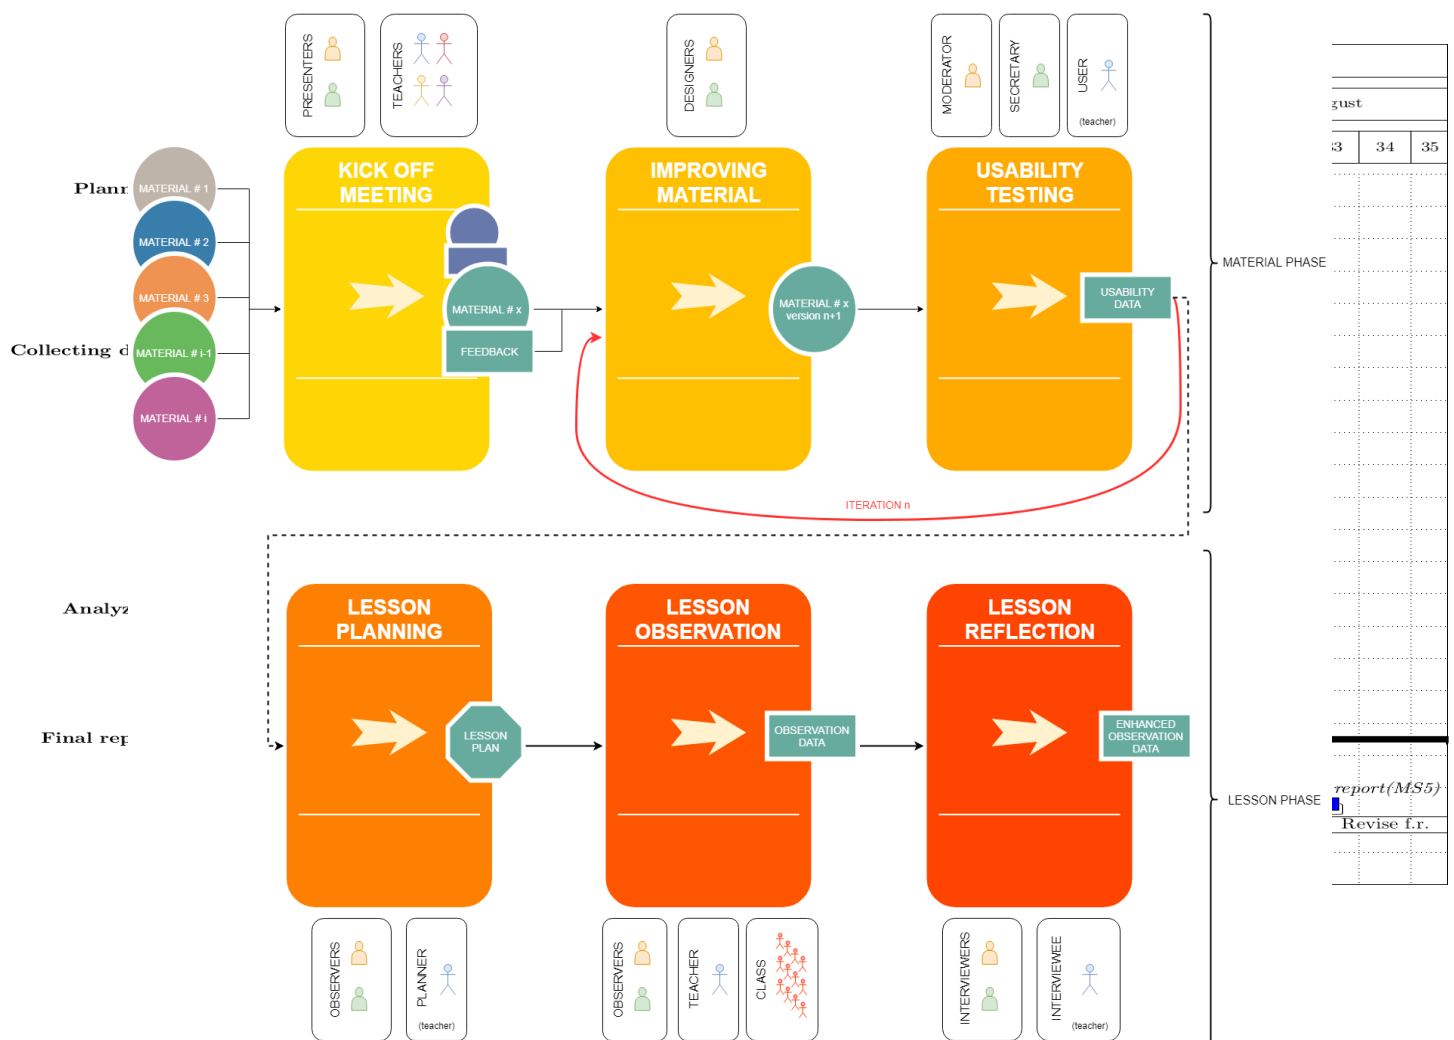 PRESENTERS
TEACHERS
DESIGNERS
MODERATOR
SECRETARY
USER
(teacher)
34
35
KICK OFF
MEETING
IMPROVING
MATERIAL
USABILITY
TESTING
MATERIAL # 1
MATERIAL # 2
MATERIAL # 3
MATERIAL # i-1
MATERIAL # i
MATERIAL # x
FEEDBACK
MATERIAL # x
version n+1
USABILITY
DATA
MATERIAL PHASE
Collecting d
ITERATION n
LESSON
PLANNING
LESSON
OBSERVATION
LESSON
REFLECTION
LESSON
PLAN
OBSERVATION
DATA
ENHANCED
OBSERVATION
DATA
Final rep
LESSON PHASE
report(MS5)
Revise f.r.
OBSERVERS
PLANNER
(teacher)
OBSERVERS
TEACHER
CLASS
INTERVIEWERS
INTERVIEWEE
(teacher)